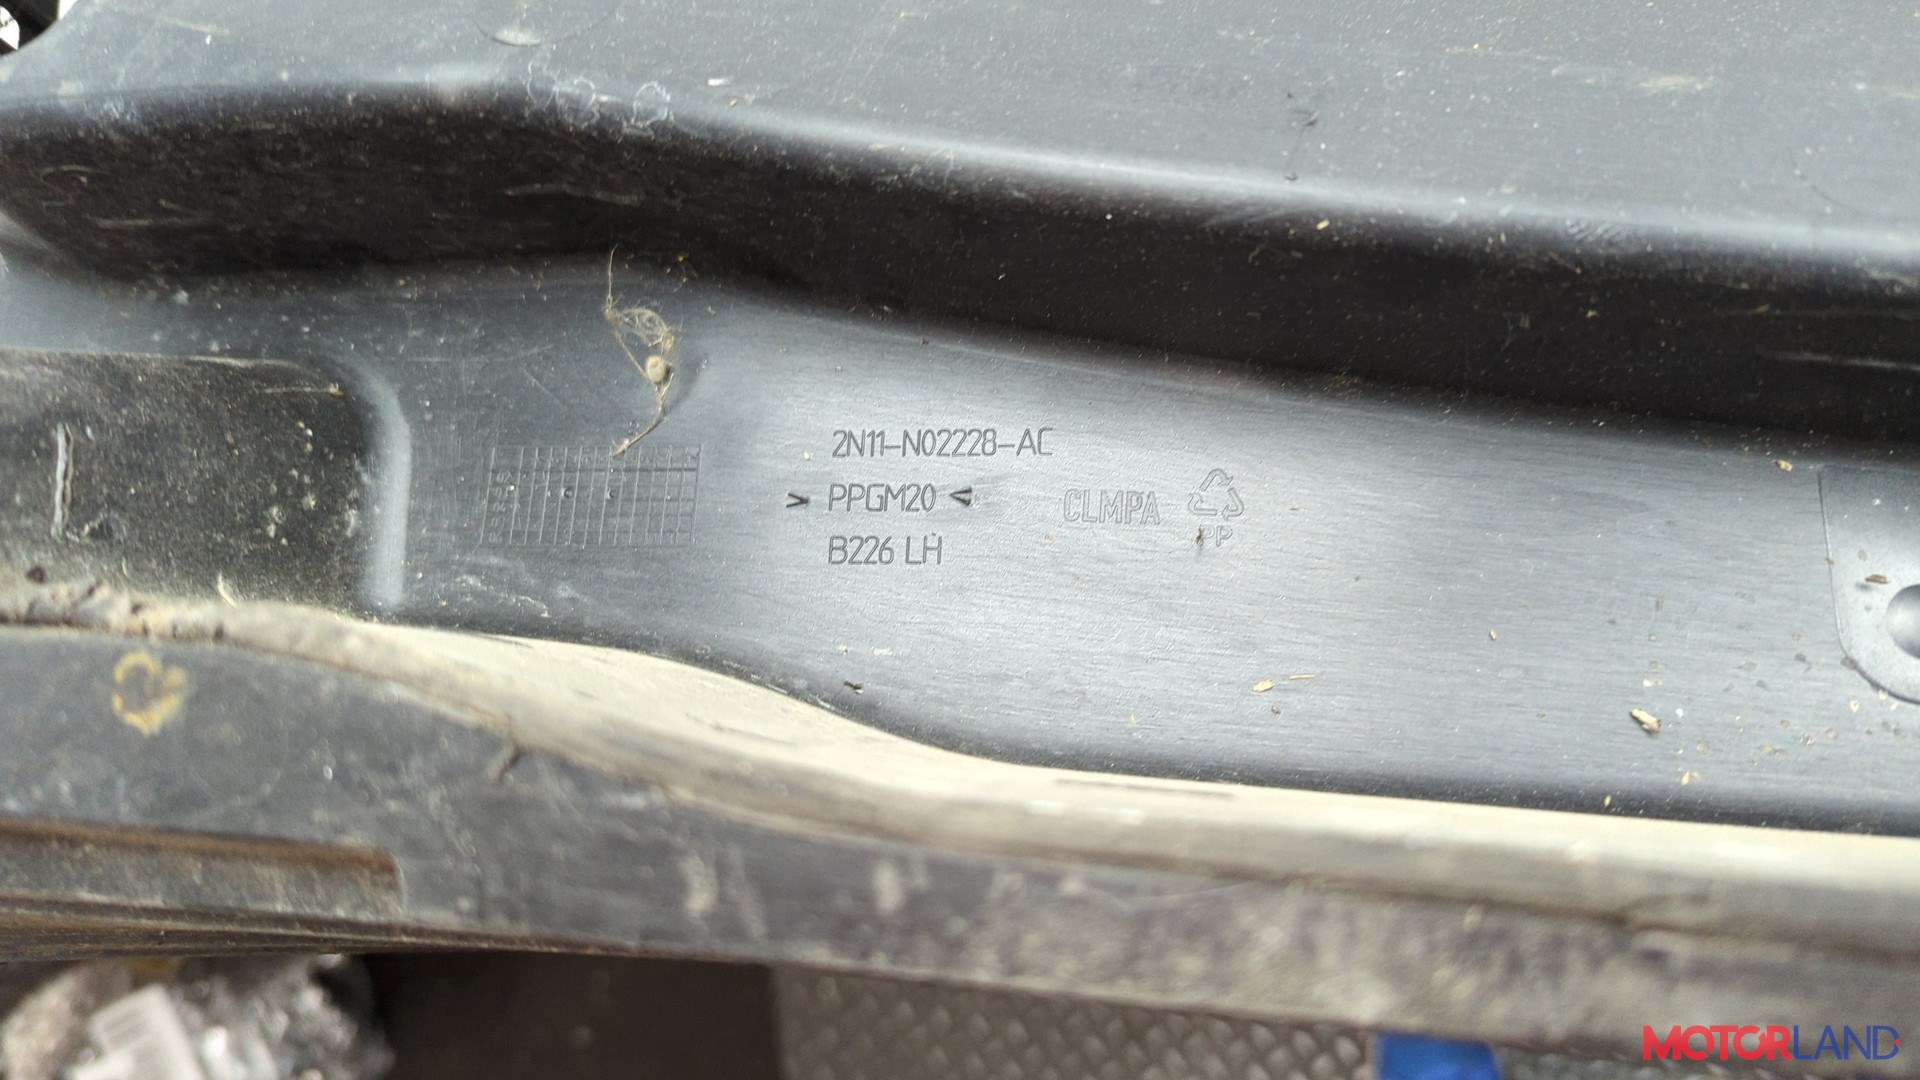 2N11-N02228-AC
> PPGM20 <
CLMPA
PP
B226 LH
MOTORLAND